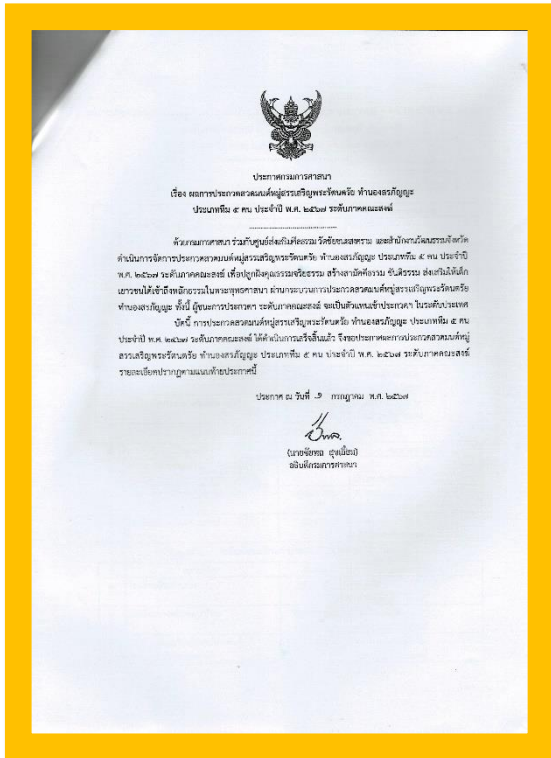 ประกาศกรมการศาสนา
เรื่อง ผลการประกวดสวดมนต์หมู่สรรเสริญพระรัตนตรัย ทำนองสรภัญญะ
ประเภททีม ๕ คน ประจำปี พ.ศ. ๒๕๖๗ ระดับภาคคณะสงฆ์
ด้วยกรมการศาสนา ร่วมกับศูนย์ส่งเสริมศีลธรรม วัดชัยชนะสงคราม และสำนักงานวัฒนธรรมจังหวัด
ดำเนินการจัดการประกวดสวดมนต์หมู่สรรเสริญพระรัตนตรัย ทำนองสรภัญญะ ประเภททีม ๕ คน ประจำปี
พ.ศ. ๒๕๖๗ ระดับภาคคณะสงฆ์ เพื่อปลูกฝังคุณธรรมจริยธรรม สร้างสามัคคีธรรม ขันติธรรม ส่งเสริมให้เด็ก
เยาวชนได้เข้าถึงหลักธรรมในพระพุทธศาสนา ผ่านกระบวนการประกวดสวดมนต์หมู่สรรเสริญพระรัตนตรัย
ทำนองสรภัญญะ ทั้งนี้ ผู้ชนะการประกวดฯ ระดับภาคคณะสงฆ์ จะเป็นตัวแทนเข้าประกวดฯ ในระดับประเทศ
บัดนี้ การประกวดสวดมนต์หมู่สรรเสริญพระรัตนตรัย ทำนองสรภัญญะ ประเภททีม ๕ คน
ประจำปี พ.ศ. ๒๕๖๗ ระดับภาคคณะสงฆ์ ได้ดำเนินการเสร็จสิ้นแล้ว จึงขอประกาศผลการประกวดสวดมนต์หมู่
สรรเสริญพระรัตนตรัย ทำนองสรภัญญะ ประเภททีม ๕ คน ประจำปี พ.ศ. ๒๕๖๗ ระดับภาคคณะสงฆ์
รายละเอียดปรากฏตามแนบท้ายประกาศนี้
ประกาศ ณ วันที่ กรกฎาคม พ.ศ. ๒๕๖๗
(นายชัยพล สุขเอี่ยม)
อธิบดีกรมการศาสนา